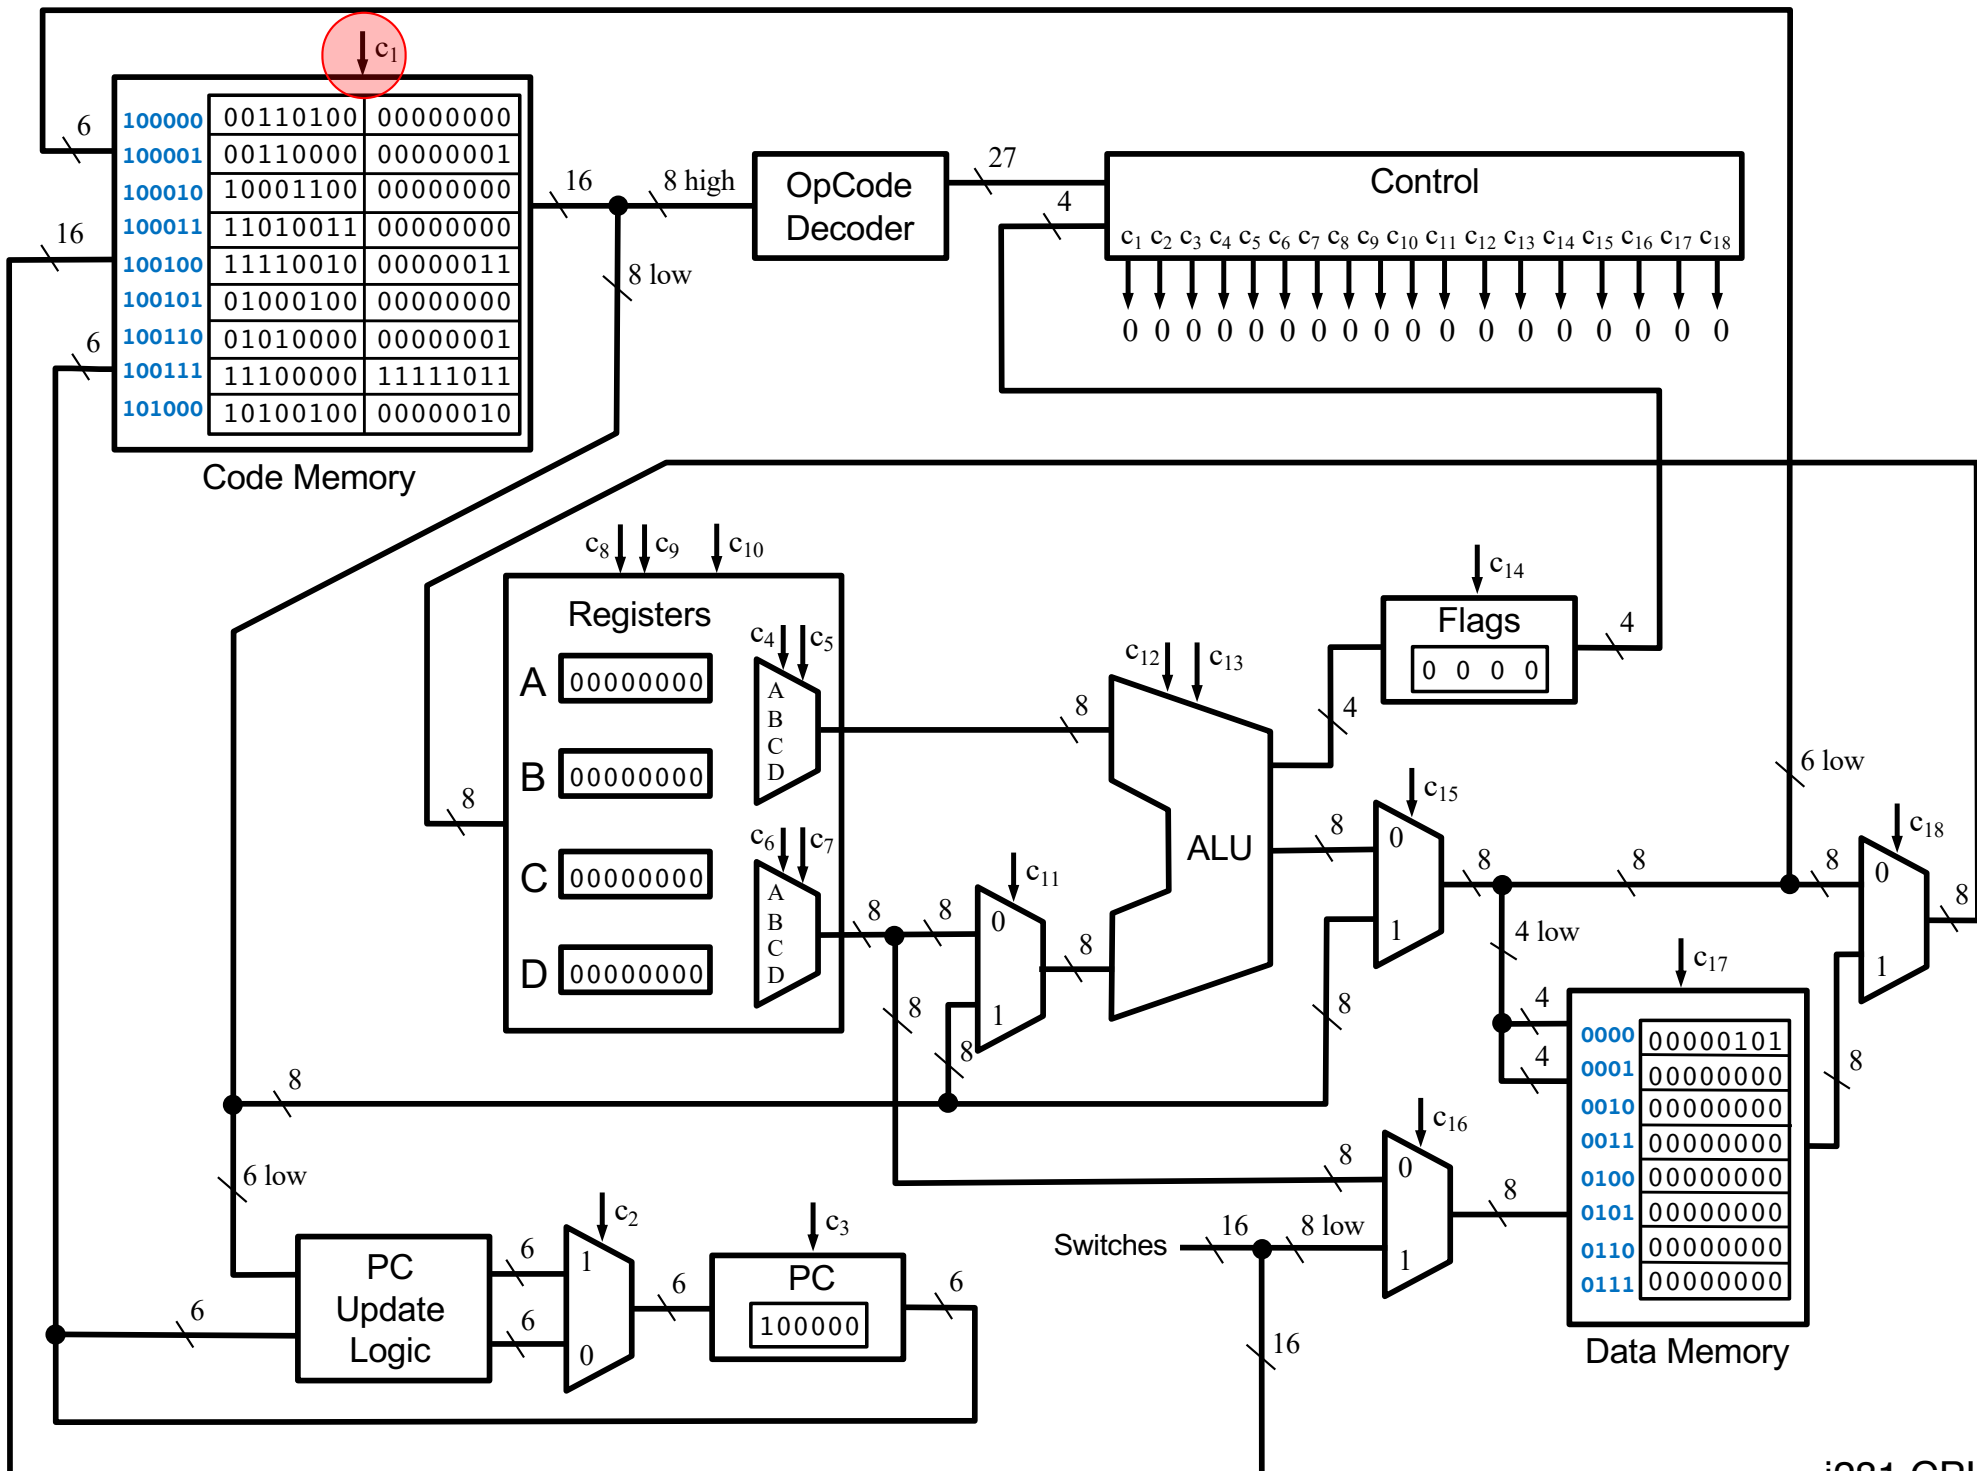 c1
100000 00110100 00000000
100001 00110000 00000001
100010 10001100 00000000
100011 11010011 00000000
100100 11110010 00000011
100101 01000100 00000000
100110 01010000 00000001
100111 11100000 11111011
101000 10100100 00000010
Code Memory
6
16
6
16
8 high
8 low
OpCode
Decoder
27
4
Control
c1 c2 c3 c4 c5 c6 c7 c8 c9 c10 c11 c12 c13 c14 c15 c16 c17 c18
0 0 0 0 0 0 0 0 0 0 0 0 0 0 0 0 0 0
c8 c9 c10
Registers
A 00000000
B 00000000
C 00000000
D 00000000
8
c4 c5
A
B
C
D
c6 c7
A
B
C
D
8
8
8
8
c11
0
1
8
8
c12 c13
ALU
c14
Flags
0 0 0 0
4
4
8
c15
0
1
8
8
8
6 low
8
c18
0
1
8
4 low
4
4
c17
0000 00000101
0001 00000000
0010 00000000
0011 00000000
0100 00000000
0101 00000000
0110 00000000
0111 00000000
Data Memory
8
8
c16
0
1
8
8
Switches
16
8 low
16
6 low
6
PC
Update
Logic
6
6
c2
1
0
6
c3
PC
100000
6